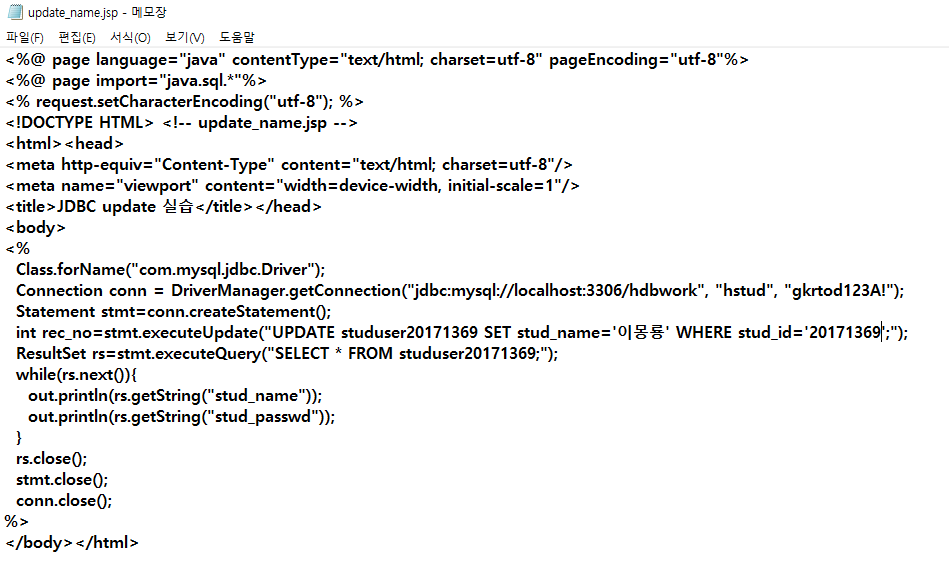 update_name.jsp - 메모장
파일(F) 편집(E) 서식(O) 보기(V) 도움말
<%@ page language="java" contentType="text/html; charset=utf-8" pageEncoding="utf-8"%>
<%@ page import="java.sql.*"%>
<% request.setCharacterEncoding("utf-8"); %>
<!DOCTYPE HTML> <!-- update_name.jsp -->
<html><head>
<meta http-equiv="Content-Type" content="text/html; charset=utf-8"/>
<meta name="viewport" content="width=device-width, initial-scale=1"/>
<title>JDBC update 실습</title></head>
<body>
<%
  Class.forName("com.mysql.jdbc.Driver");
  Connection conn = DriverManager.getConnection("jdbc:mysql://localhost:3306/hdbwork", "hstud", "gkrtod123A!");
  Statement stmt=conn.createStatement();
  int rec_no=stmt.executeUpdate("UPDATE studuser20171369 SET stud_name='이몽룡' WHERE stud_id='20171369';");
  ResultSet rs=stmt.executeQuery("SELECT * FROM studuser20171369;");
  while(rs.next()){
    out.println(rs.getString("stud_name"));
    out.println(rs.getString("stud_passwd"));
  }
  rs.close();
  stmt.close();
  conn.close();
%>
</body></html>